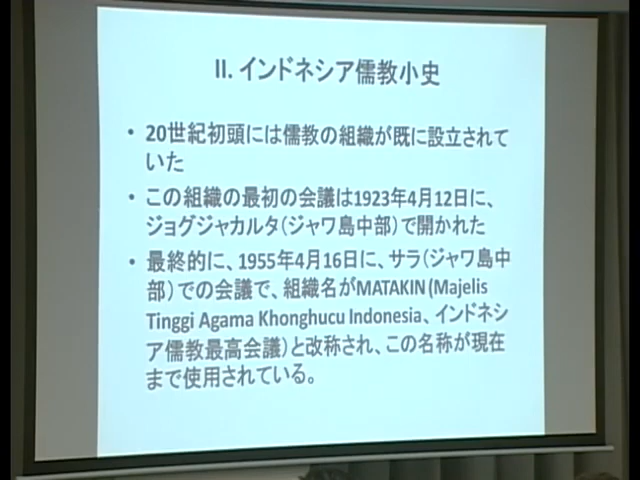 II. インドネシア儒教小史
• 20世紀初頭には儒教の組織が既に設立されて
いた
• この組織の最初の会議は1923年4月12日に、
ジョグジャカルタ(ジャワ島中部)で開かれた
• 最終的に、1955年4月16日に、サラ(ジャワ島中
部)での会議で、組織名がMATAKIN (Majelis
Tinggi Agama Khonghucu Indonesia、インドネシ
ア儒教最高会議)と改称され、この名称が現在
まで使用されている。